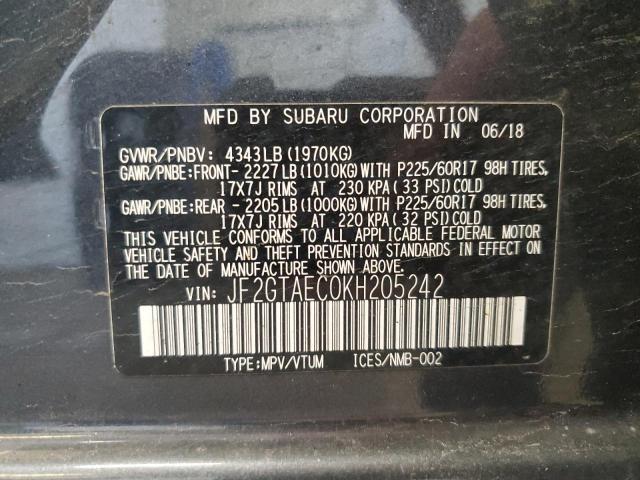 MFD BY SUBARU CORPORATION
MFD IN 06/18
GVWR/PNBV: 4343LB (1970KG)
GAWR/PNBE:FRONT- 2227LB (1010KG) WITH P225/60R17 98H TIRES,
17X7J RIMS AT 230 KPA (33 PSI) COLD
GAWR/PNBE:REAR - 2205LB (1000KG) WITH P225/60R17 98H TIRES,
17X7J RIMS AT 220 KPA (32 PSI) COLD
THIS VEHICLE CONFORMS TO ALL APPLICABLE FEDERAL MOTOR
VEHICLE SAFETY AND THEFT PREVENTION STANDARDS IN EFFECT
ON THE DATE OF MANUFACTURE SHOWN ABOVE.
VIN: JF2GTAEC0KH205242
TYPE:MPV/VTUM ICES/NMB-002